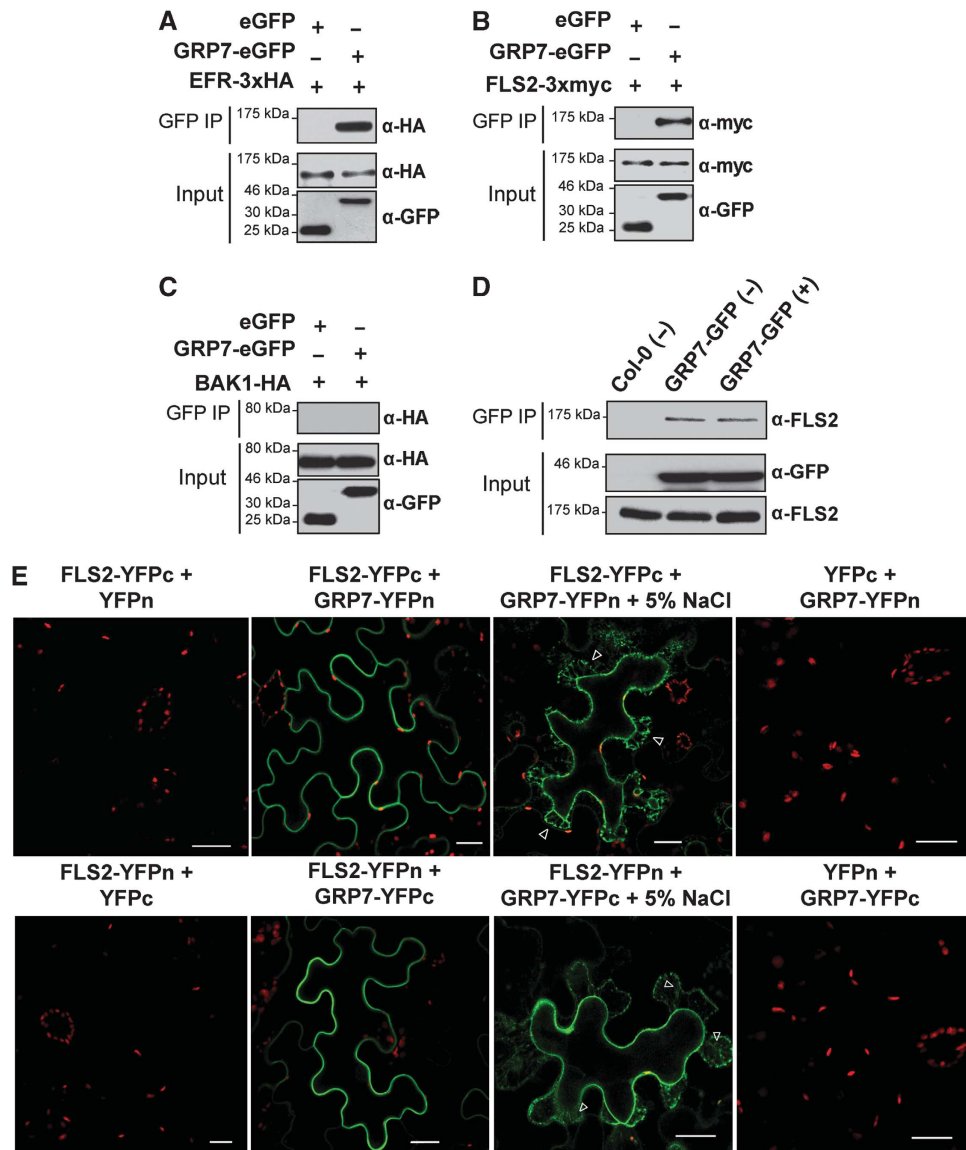 A
eGFP + –
GRP7-eGFP – +
EFR-3xHA + +
GFP IP 175 kDa α-HA
Input 175 kDa α-HA
46 kDa
30 kDa α-GFP
25 kDa
B
eGFP + –
GRP7-eGFP – +
FLS2-3xmyc + +
GFP IP 175 kDa α-myc
Input 175 kDa α-myc
46 kDa
30 kDa α-GFP
25 kDa
C
eGFP + –
GRP7-eGFP – +
BAK1-HA + +
GFP IP 80 kDa α-HA
Input 80 kDa α-HA
46 kDa
30 kDa α-GFP
25 kDa
D
Col-0 (–) GRP7-GFP (–) GRP7-GFP (+)
GFP IP 175 kDa α-FLS2
Input 46 kDa α-GFP
175 kDa α-FLS2
E
FLS2-YFPc +
YFPn
FLS2-YFPc +
GRP7-YFPn
FLS2-YFPc +
GRP7-YFPn + 5% NaCl
YFPc +
GRP7-YFPn
FLS2-YFPn +
YFPc
FLS2-YFPn +
GRP7-YFPc
FLS2-YFPn +
GRP7-YFPc + 5% NaCl
YFPn +
GRP7-YFPc